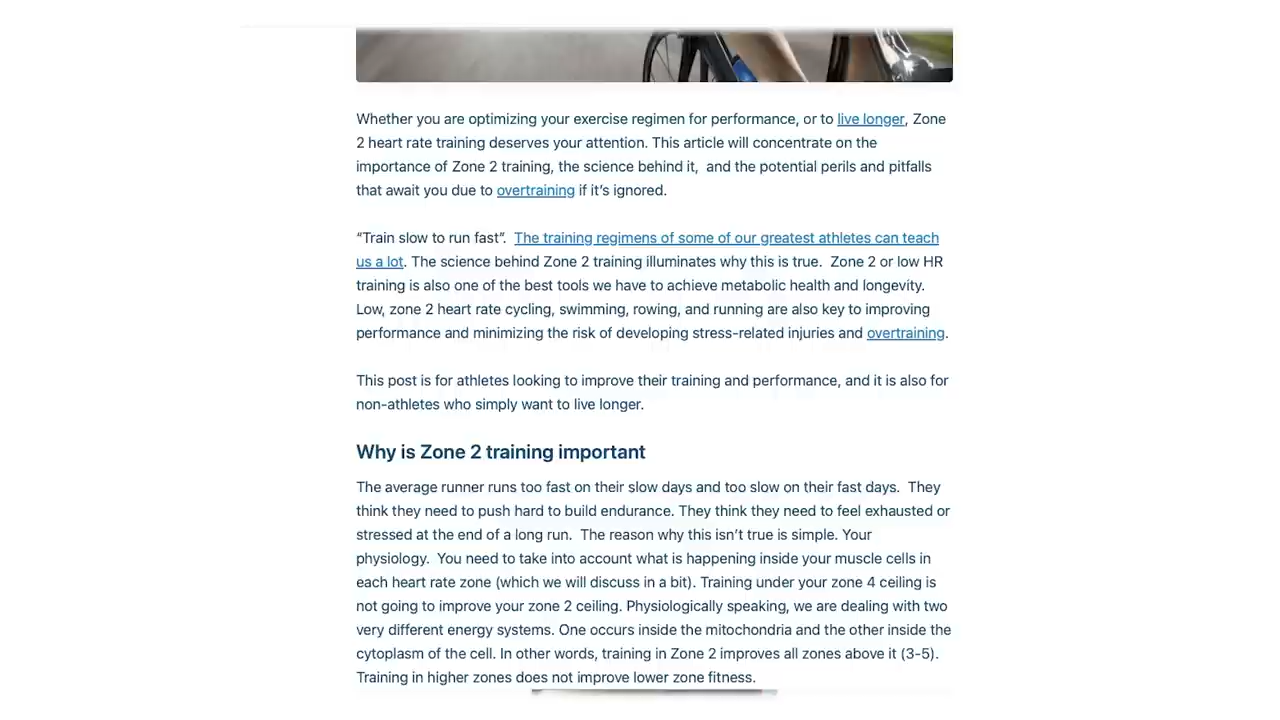 Whether you are optimizing your exercise regimen for performance, or to live longer, Zone
2 heart rate training deserves your attention. This article will concentrate on the
importance of Zone 2 training, the science behind it,  and the potential perils and pitfalls
that await you due to overtraining if it’s ignored.
“Train slow to run fast”.  The training regimens of some of our greatest athletes can teach
us a lot. The science behind Zone 2 training illuminates why this is true.  Zone 2 or low HR
training is also one of the best tools we have to achieve metabolic health and longevity.
Low, zone 2 heart rate cycling, swimming, rowing, and running are also key to improving
performance and minimizing the risk of developing stress-related injuries and overtraining.
This post is for athletes looking to improve their training and performance, and it is also for
non-athletes who simply want to live longer.
Why is Zone 2 training important
The average runner runs too fast on their slow days and too slow on their fast days.  They
think they need to push hard to build endurance. They think they need to feel exhausted or
stressed at the end of a long run.  The reason why this isn’t true is simple. Your
physiology.  You need to take into account what is happening inside your muscle cells in
each heart rate zone (which we will discuss in a bit). Training under your zone 4 ceiling is
not going to improve your zone 2 ceiling. Physiologically speaking, we are dealing with two
very different energy systems. One occurs inside the mitochondria and the other inside the
cytoplasm of the cell. In other words, training in Zone 2 improves all zones above it (3-5).
Training in higher zones does not improve lower zone fitness.